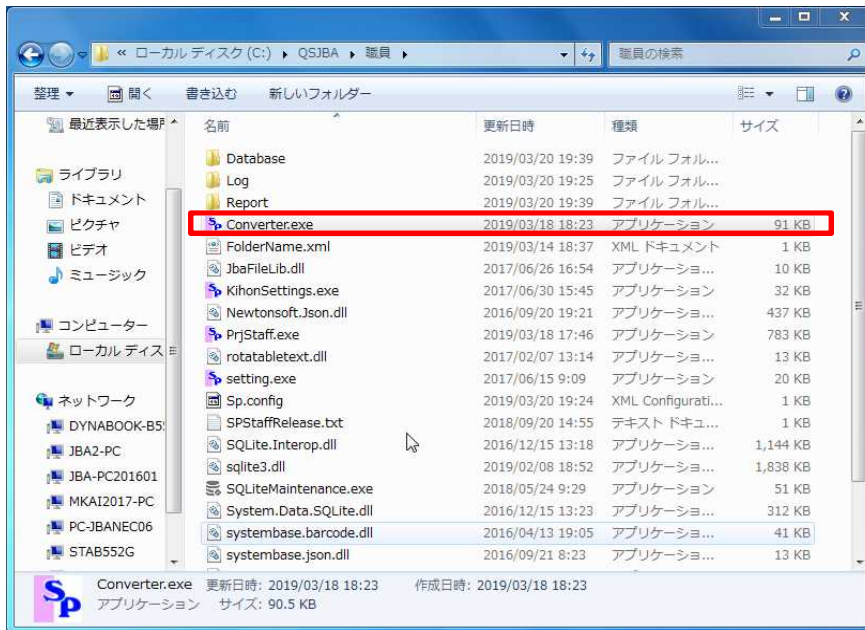 « ローカル ディスク (C:) ▸ QSJBA ▸ 職員 ▸
職員の検索
整理 ▼ 開く 書き込む 新しいフォルダー
最近表示した場所
ライブラリ
ドキュメント
ピクチャ
ビデオ
ミュージック
コンピューター
ローカル ディス
ネットワーク
DYNABOOK-B5
JBA2-PC
JBA-PC201601
MKAI2017-PC
PC-JBANEC06
STAB552G
名前 更新日時 種類 サイズ
Database 2019/03/20 19:39 ファイル フォル...
Log 2019/03/20 19:25 ファイル フォル...
Report 2019/03/20 19:39 ファイル フォル...
Converter.exe 2019/03/18 18:23 アプリケーション 91 KB
FolderName.xml 2019/03/14 18:37 XML ドキュメント 1 KB
JbaFileLib.dll 2017/06/26 16:54 アプリケーショ... 10 KB
KihonSettings.exe 2017/06/30 15:45 アプリケーション 32 KB
Newtonsoft.Json.dll 2016/09/20 19:21 アプリケーショ... 437 KB
PrjStaff.exe 2019/03/18 17:46 アプリケーション 783 KB
rotatabletext.dll 2017/02/07 13:14 アプリケーショ... 13 KB
setting.exe 2017/06/15 9:09 アプリケーション 20 KB
Sp.config 2019/03/20 19:24 XML Configurati... 1 KB
SPStaffRelease.txt 2018/09/20 14:55 テキスト ドキュ... 1 KB
SQLite.Interop.dll 2016/12/15 13:18 アプリケーショ... 1,144 KB
sqlite3.dll 2019/02/08 18:52 アプリケーショ... 1,838 KB
SQLiteMaintenance.exe 2018/05/24 9:29 アプリケーション 51 KB
System.Data.SQLite.dll 2016/12/15 13:23 アプリケーショ... 312 KB
systembase.barcode.dll 2016/04/13 19:05 アプリケーショ... 41 KB
systembase.json.dll 2016/09/21 8:23 アプリケーショ... 13 KB
Sp
Converter.exe 更新日時: 2019/03/18 18:23 作成日時: 2019/03/18 18:23
アプリケーション サイズ: 90.5 KB